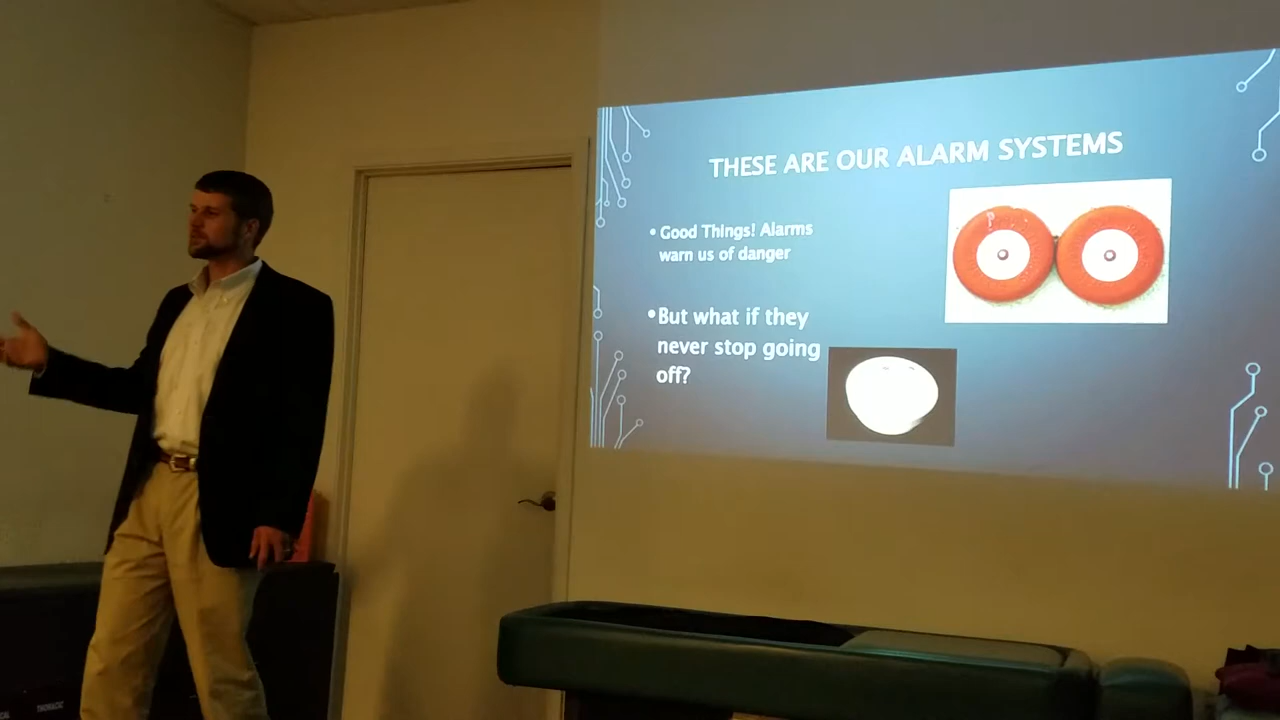 THESE ARE OUR ALARM SYSTEMS
• Good Things! Alarms
warn us of danger
• But what if they
never stop going
off?
THORACIC